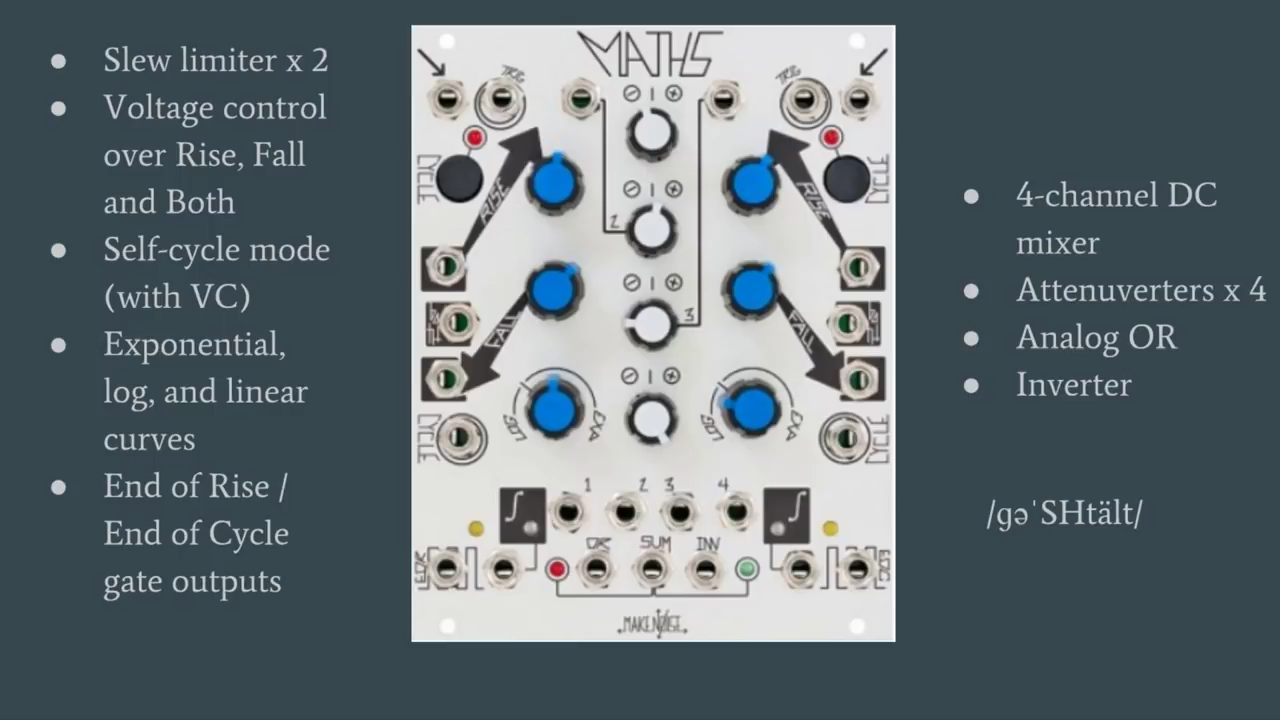 ● Slew limiter x 2
● Voltage control
over Rise, Fall
and Both
● Self-cycle mode
(with VC)
● Exponential,
log, and linear
curves
● End of Rise /
End of Cycle
gate outputs
MATHS
TRIG
TRIG
CYCLE
RISE
RISE
CYCLE
2
3
FALL
FALL
LOG
EXP
LOG
EXP
CYCLE
CYCLE
1 2 3 4
OR SUM INV
EOR
EOC
MAKE NOISE
● 4-channel DC
mixer
● Attenuverters x 4
● Analog OR
● Inverter
/ɡəˈSHtält/